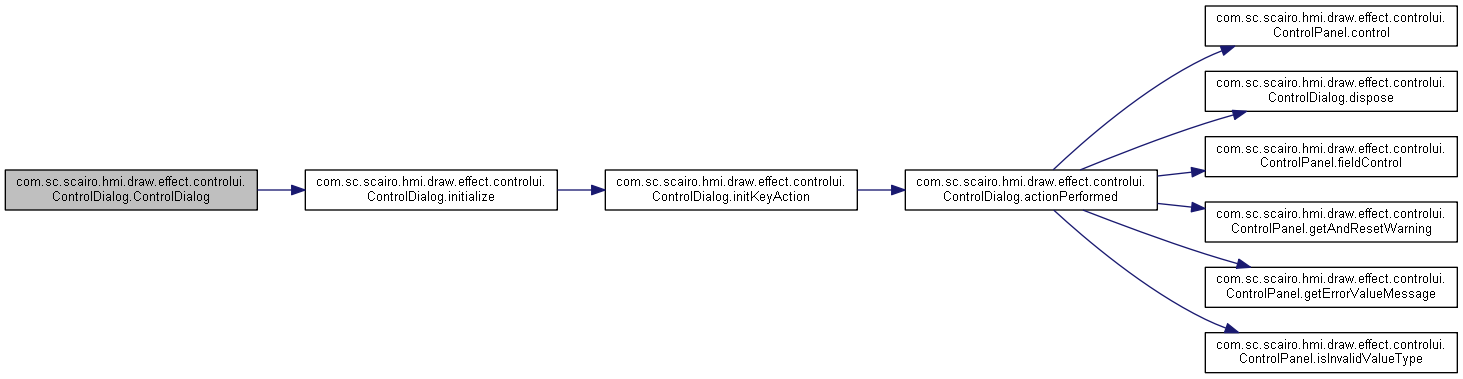 com.sc.scairo.hmi.draw.effect.controlui.
ControlDialog.ControlDialog
com.sc.scairo.hmi.draw.effect.controlui.
ControlDialog.initialize
com.sc.scairo.hmi.draw.effect.controlui.
ControlDialog.initKeyAction
com.sc.scairo.hmi.draw.effect.controlui.
ControlDialog.actionPerformed
com.sc.scairo.hmi.draw.effect.controlui.
ControlPanel.control
com.sc.scairo.hmi.draw.effect.controlui.
ControlDialog.dispose
com.sc.scairo.hmi.draw.effect.controlui.
ControlPanel.fieldControl
com.sc.scairo.hmi.draw.effect.controlui.
ControlPanel.getAndResetWarning
com.sc.scairo.hmi.draw.effect.controlui.
ControlPanel.getErrorValueMessage
com.sc.scairo.hmi.draw.effect.controlui.
ControlPanel.isInvalidValueType